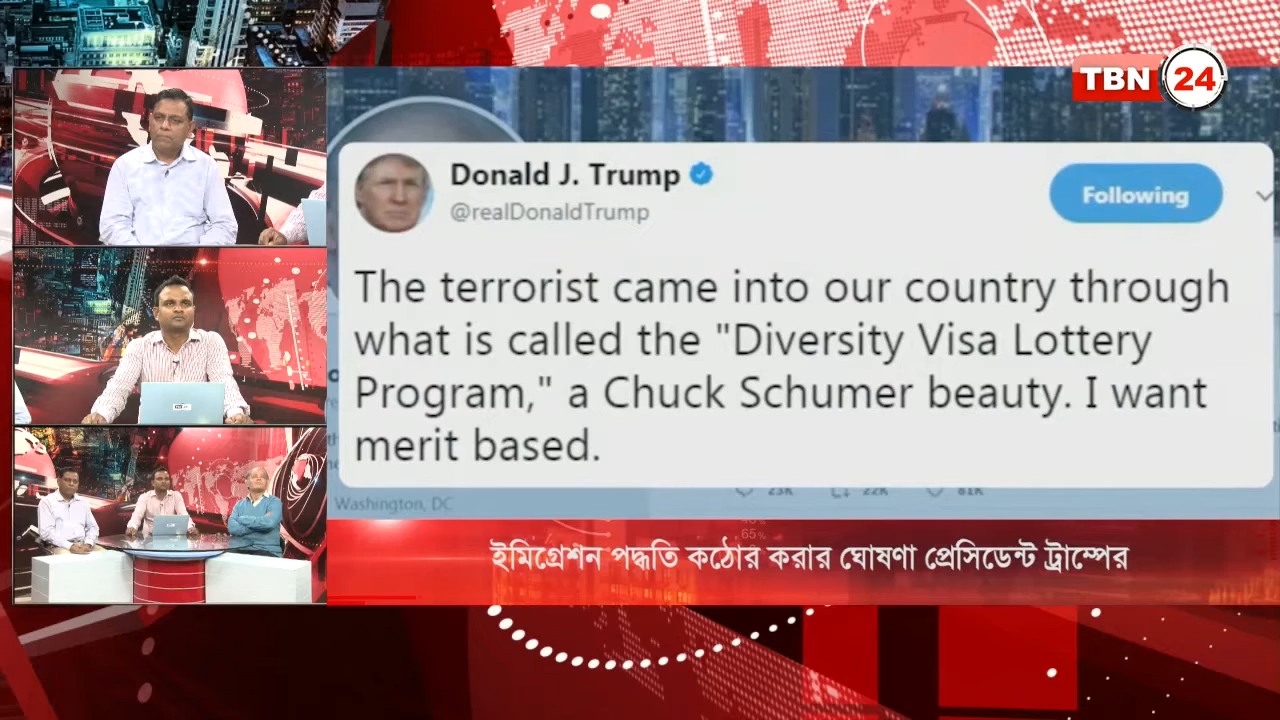 TBN 24
Donald J. Trump
@realDonaldTrump
Following
The terrorist came into our country through
what is called the "Diversity Visa Lottery
Program," a Chuck Schumer beauty. I want
merit based.
Washington, DC
23K 22K 81K
65%
ইমিগ্রেশন পদ্ধতি কঠোর করার ঘোষণা প্রেসিডেন্ট ট্রাম্পের